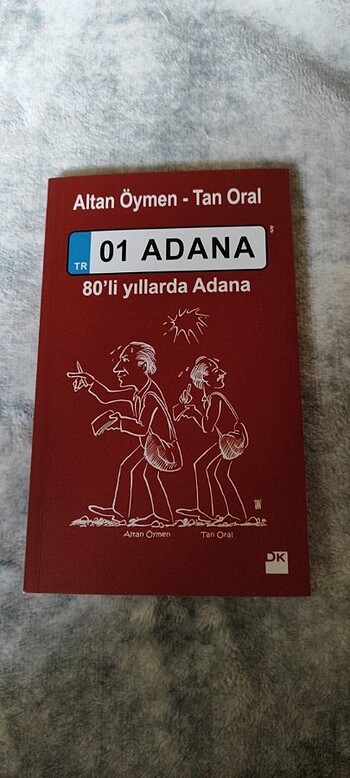 Altan Öymen - Tan Oral
TR 01 ADANA
80'li yıllarda Adana
Altan Öymen Tan Oral
DK